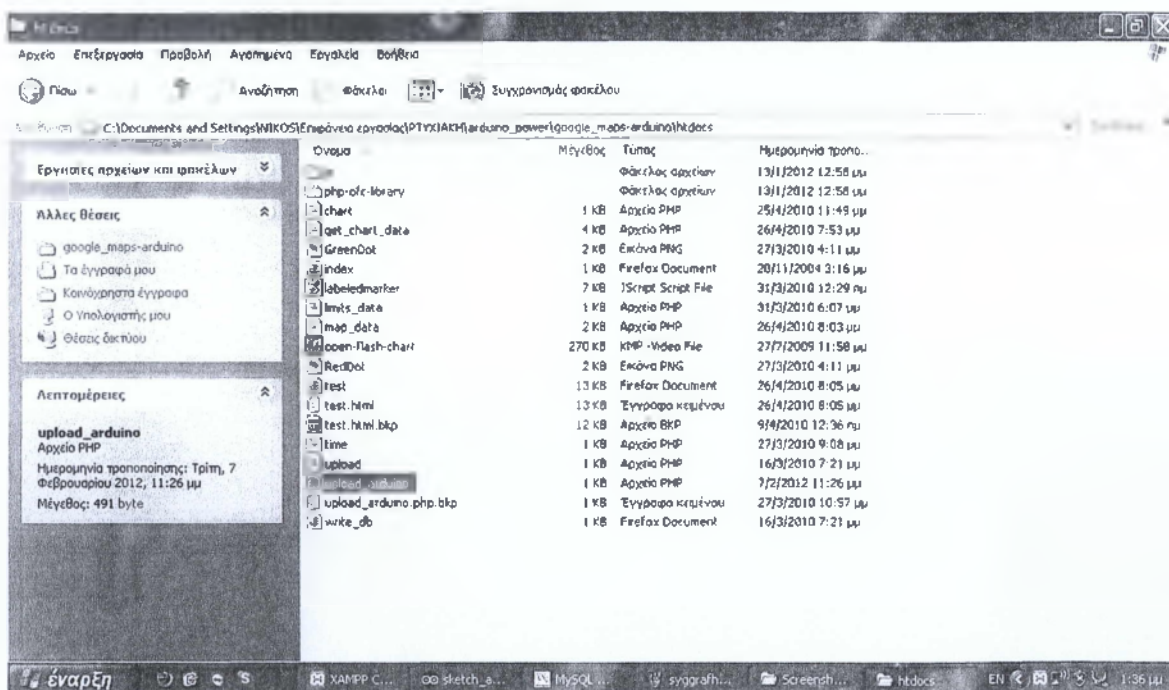 htdocs
Αρχείο Επεξεργασία Προβολή Αγαπημένα Εργαλεία Βοήθεια
Πίσω Αναζήτηση Φάκελοι Συγχρονισμός φακέλου
C:\Documents and Settings\NIKOS\Επιφάνεια εργασίας\PTYXIAKH\arduino_power\google_maps-arduino\htdocs
Εργασίες αρχείων και φακέλων
Άλλες θέσεις
google_maps-arduino
Τα έγγραφά μου
Κοινόχρηστα έγγραφα
Ο Υπολογιστής μου
Θέσεις δικτύου
Λεπτομέρειες
upload_arduino
Αρχείο PHP
Ημερομηνία τροποποίησης: Τρίτη, 7
Φεβρουαρίου 2012, 11:26 μμ
Μέγεθος: 491 byte
Όνομα Μέγεθος Τύπος Ημερομηνία τροπο...
Φάκελος αρχείων 13/1/2012 12:58 μμ
php-ofc-library Φάκελος αρχείων 13/1/2012 12:58 μμ
chart 1 KB Αρχείο PHP 25/4/2010 11:49 μμ
get_chart_data 4 KB Αρχείο PHP 26/4/2010 7:53 μμ
GreenDot 2 KB Εικόνα PNG 27/3/2010 4:11 μμ
index 1 KB Firefox Document 20/11/2004 3:16 μμ
labeledmarker 7 KB JScript Script File 31/3/2010 12:29 πμ
limits_data 1 KB Αρχείο PHP 31/3/2010 6:07 μμ
map_data 2 KB Αρχείο PHP 26/4/2010 8:03 μμ
open-flash-chart 270 KB KMP - Video File 27/7/2009 11:58 μμ
RedDot 2 KB Εικόνα PNG 27/3/2010 4:11 μμ
test 13 KB Firefox Document 26/4/2010 8:05 μμ
test.html 13 KB Έγγραφο κειμένου 26/4/2010 8:05 μμ
test.html.bkp 12 KB Αρχείο BKP 9/4/2010 12:36 πμ
time 1 KB Αρχείο PHP 27/3/2010 9:08 μμ
upload 1 KB Αρχείο PHP 16/3/2010 7:21 μμ
upload_arduino 1 KB Αρχείο PHP 7/2/2012 11:26 μμ
upload_arduino.php.bkp 1 KB Έγγραφο κειμένου 27/3/2010 10:57 μμ
write_db 1 KB Firefox Document 16/3/2010 7:21 μμ
έναρξη XAMPP C... sketch_a... MySQL ... syggrafh... Screensh... htdocs EN 1:36 μμ